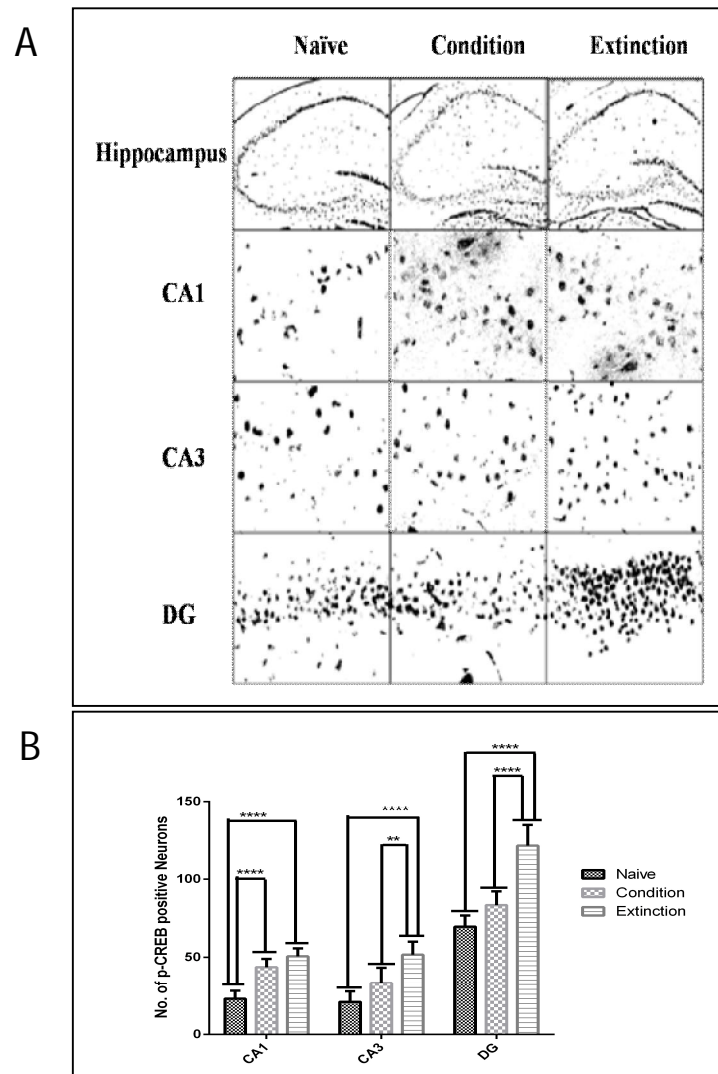 A
Naïve Condition Extinction
Hippocampus
CA1
CA3
DG
B
No. of p-CREB positive Neurons
150
100
50
0
****
****
****
**
****
****
CA1 CA3 DG
Naive
Condition
Extinction